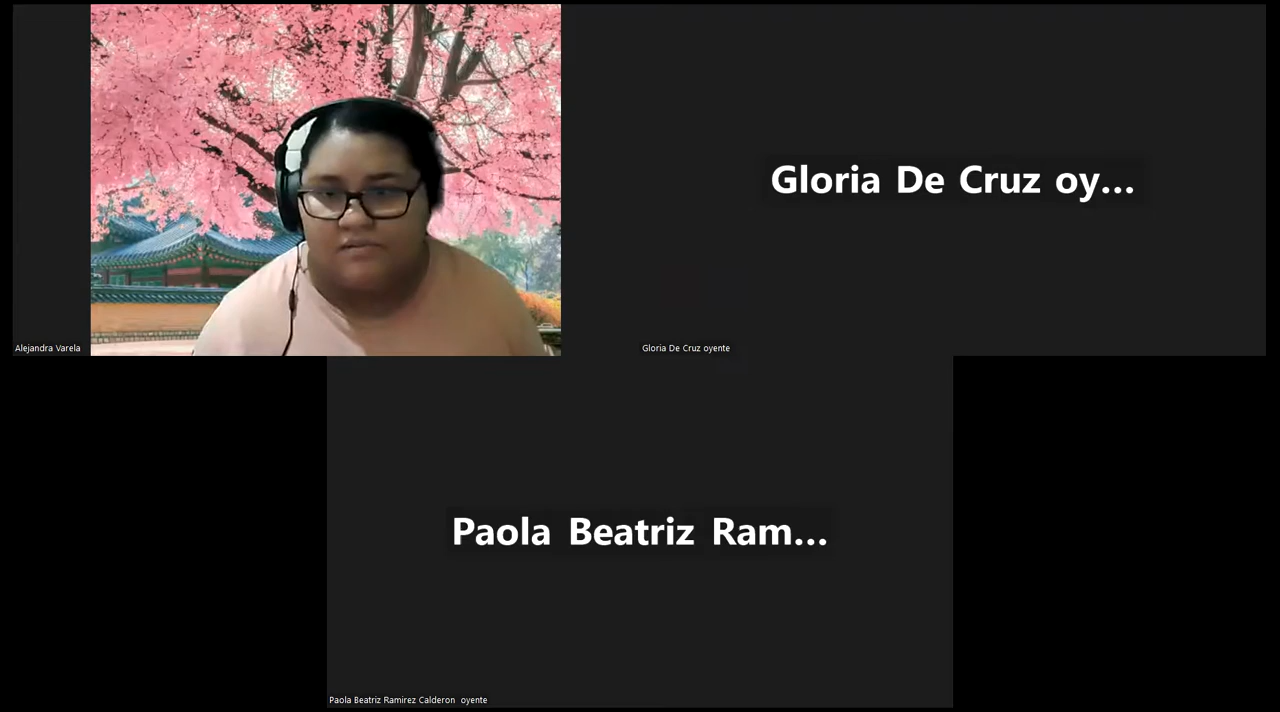 Gloria De Cruz oy...
Alejandra Varela
Gloria De Cruz oyente
Paola Beatriz Ram...
Paola Beatriz Ramirez Calderon oyente